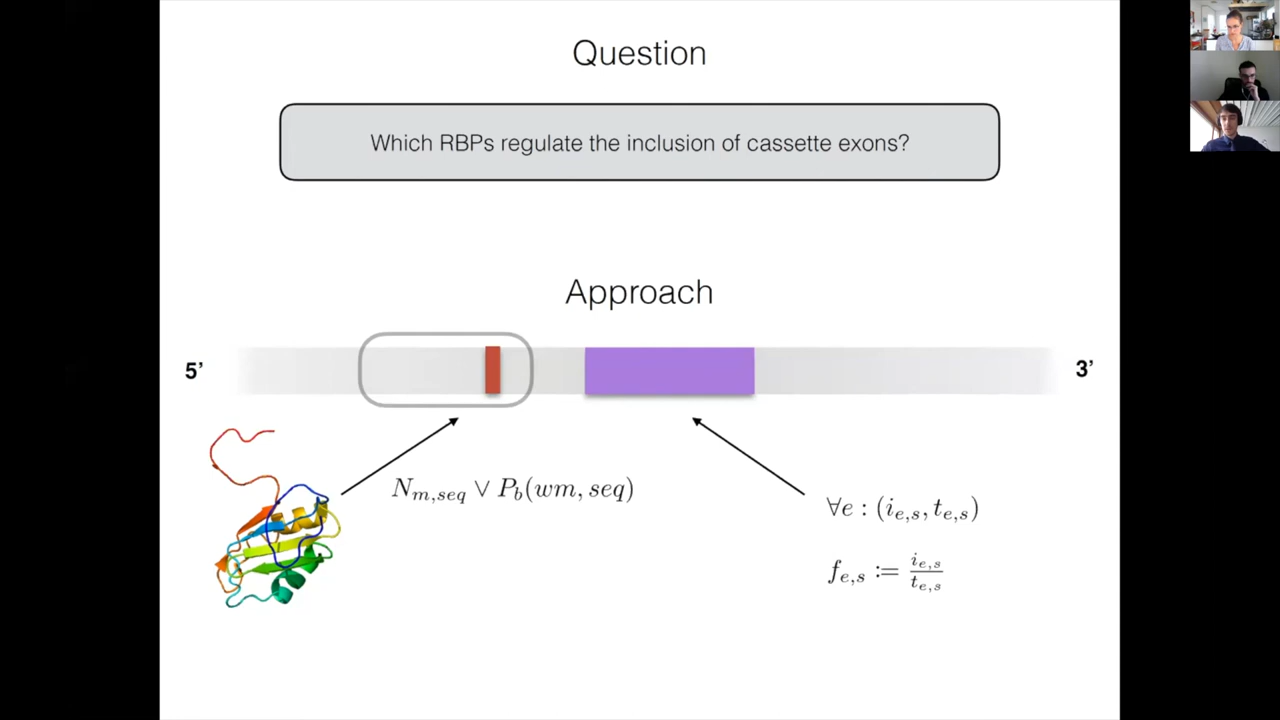 Question
Which RBPs regulate the inclusion of cassette exons?
Approach
5’
3’
N_{m,seq} ∨ P_b(wm, seq)
∀e : (i_{e,s}, t_{e,s})
f_{e,s} := \frac{i_{e,s}}{t_{e,s}}